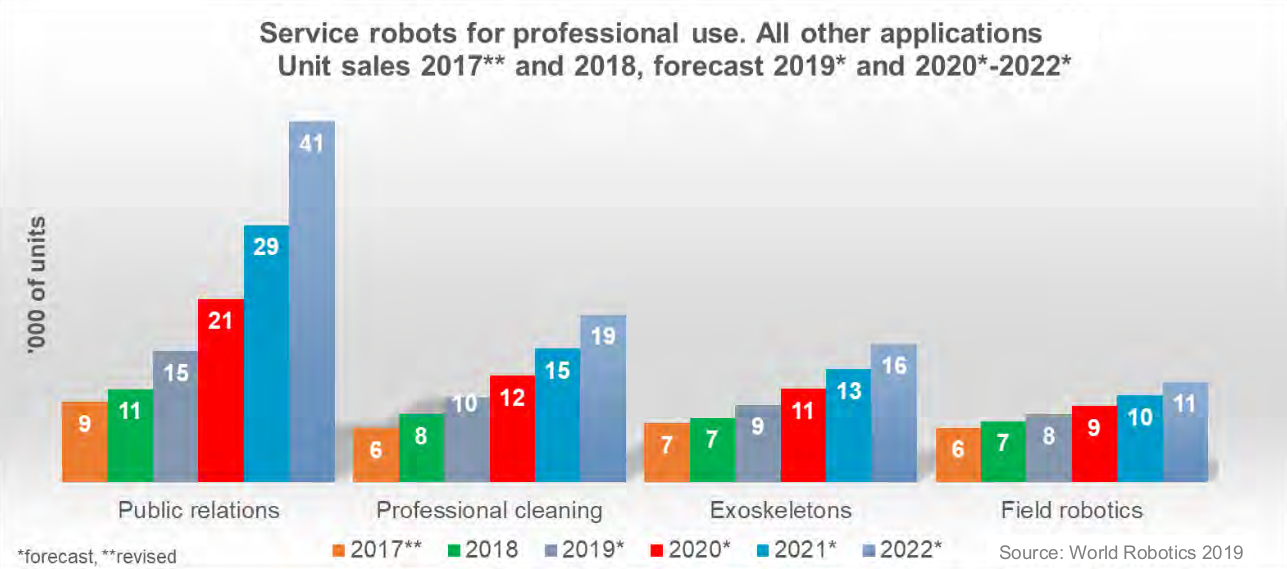 Service robots for professional use. All other applications
Unit sales 2017** and 2018, forecast 2019* and 2020*-2022*
'000 of units
9 11 15 21 29 41
6 8 10 12 15 19
7 7 9 11 13 16
6 7 8 9 10 11
Public relations Professional cleaning Exoskeletons Field robotics
2017** 2018 2019* 2020* 2021* 2022*
*forecast, **revised
Source: World Robotics 2019